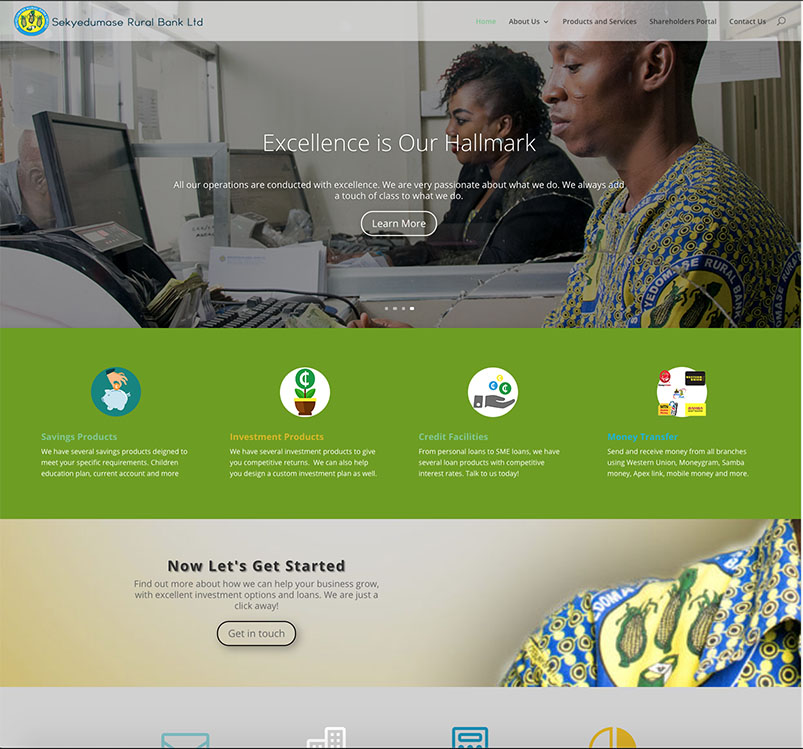 Sekyedumase Rural Bank Ltd
Home
About Us
Products and Services
Shareholders Portal
Contact Us
Excellence is Our Hallmark
All our operations are conducted with excellence. We are very passionate about what we do. We always add
a touch of class to what we do.
Learn More
SEKYEDOMASE RURAL BANK
Savings Products
We have several savings products deigned to
meet your specific requirements. Children
education plan, current account and more
Investment Products
We have several investment products to give
you competitive returns. We can also help
you design a custom investment plan as well.
Credit Facilities
From personal loans to SME loans, we have
several loan products with competitive
interest rates. Talk to us today!
Money Transfer
Send and receive money from all branches
using Western Union, Moneygram, Samba
money, Apex link, mobile money and more.
Now Let's Get Started
Find out more about how we can help your business grow,
with excellent investment options and loans. We are just a
click away!
Get in touch